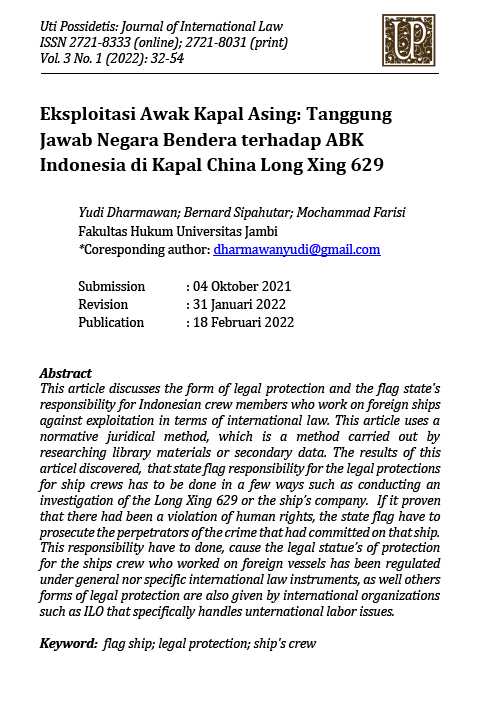 Uti Possidetis: Journal of International Law
ISSN 2721-8333 (online); 2721-8031 (print)
Vol. 3 No. 1 (2022): 32-54
UP
Eksploitasi Awak Kapal Asing: Tanggung
Jawab Negara Bendera terhadap ABK
Indonesia di Kapal China Long Xing 629
Yudi Dharmawan; Bernard Sipahutar; Mochammad Farisi
Fakultas Hukum Universitas Jambi
*Coresponding author: dharmawanyudi@gmail.com
Submission : 04 Oktober 2021
Revision : 31 Januari 2022
Publication : 18 Februari 2022
Abstract
This article discusses the form of legal protection and the flag state's
responsibility for Indonesian crew members who work on foreign ships
against exploitation in terms of international law. This article uses a
normative juridical method, which is a method carried out by
researching library materials or secondary data. The results of this
articel discovered, that state flag responsibility for the legal protections
for ship crews has to be done in a few ways such as conducting an
investigation of the Long Xing 629 or the ship's company. If it proven
that there had been a violation of human rights, the state flag have to
prosecute the perpetrators of the crime that had committed on that ship.
This responsibility have to done, cause the legal statue's of protection
for the ships crew who worked on foreign vessels has been regulated
under general nor specific international law instruments, as well others
forms of legal protection are also given by international organizations
such as ILO that specifically handles unternational labor issues.
Keyword: flag ship; legal protection; ship's crew